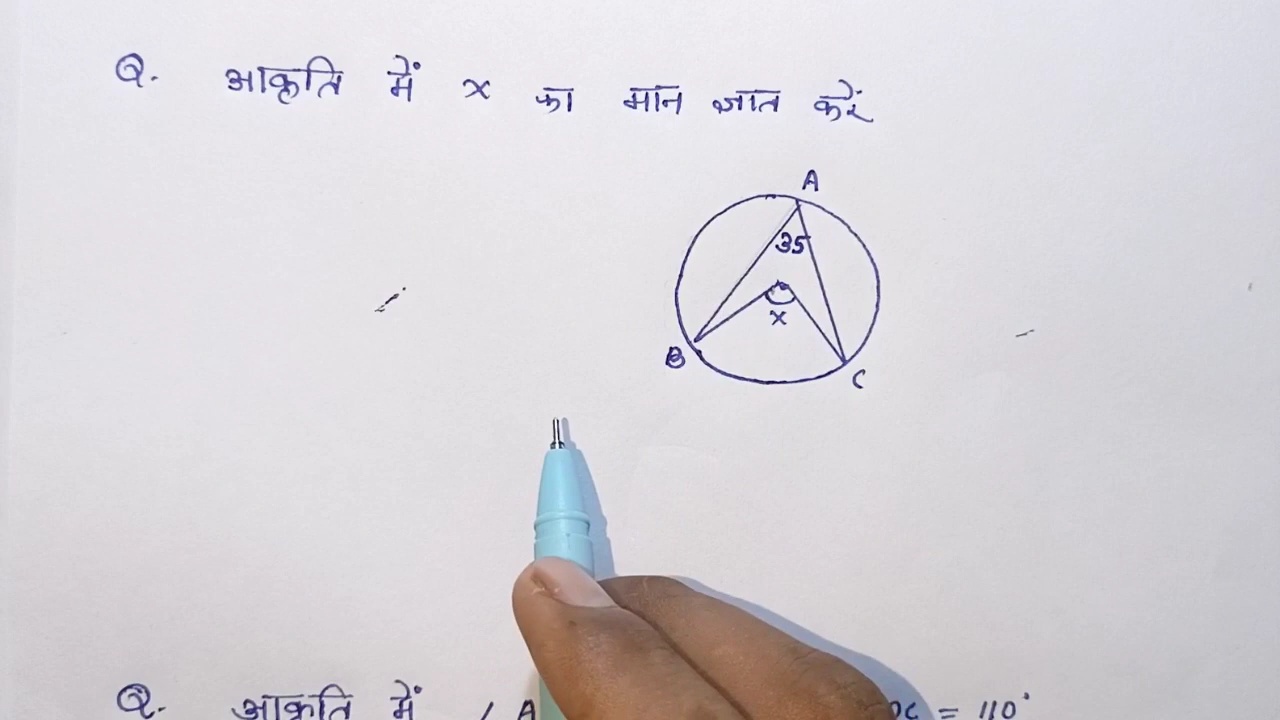 Q. आकृति में x का मान ज्ञात करें
A
35
x
B
C
Q. आकृति में ∠ A = 110°